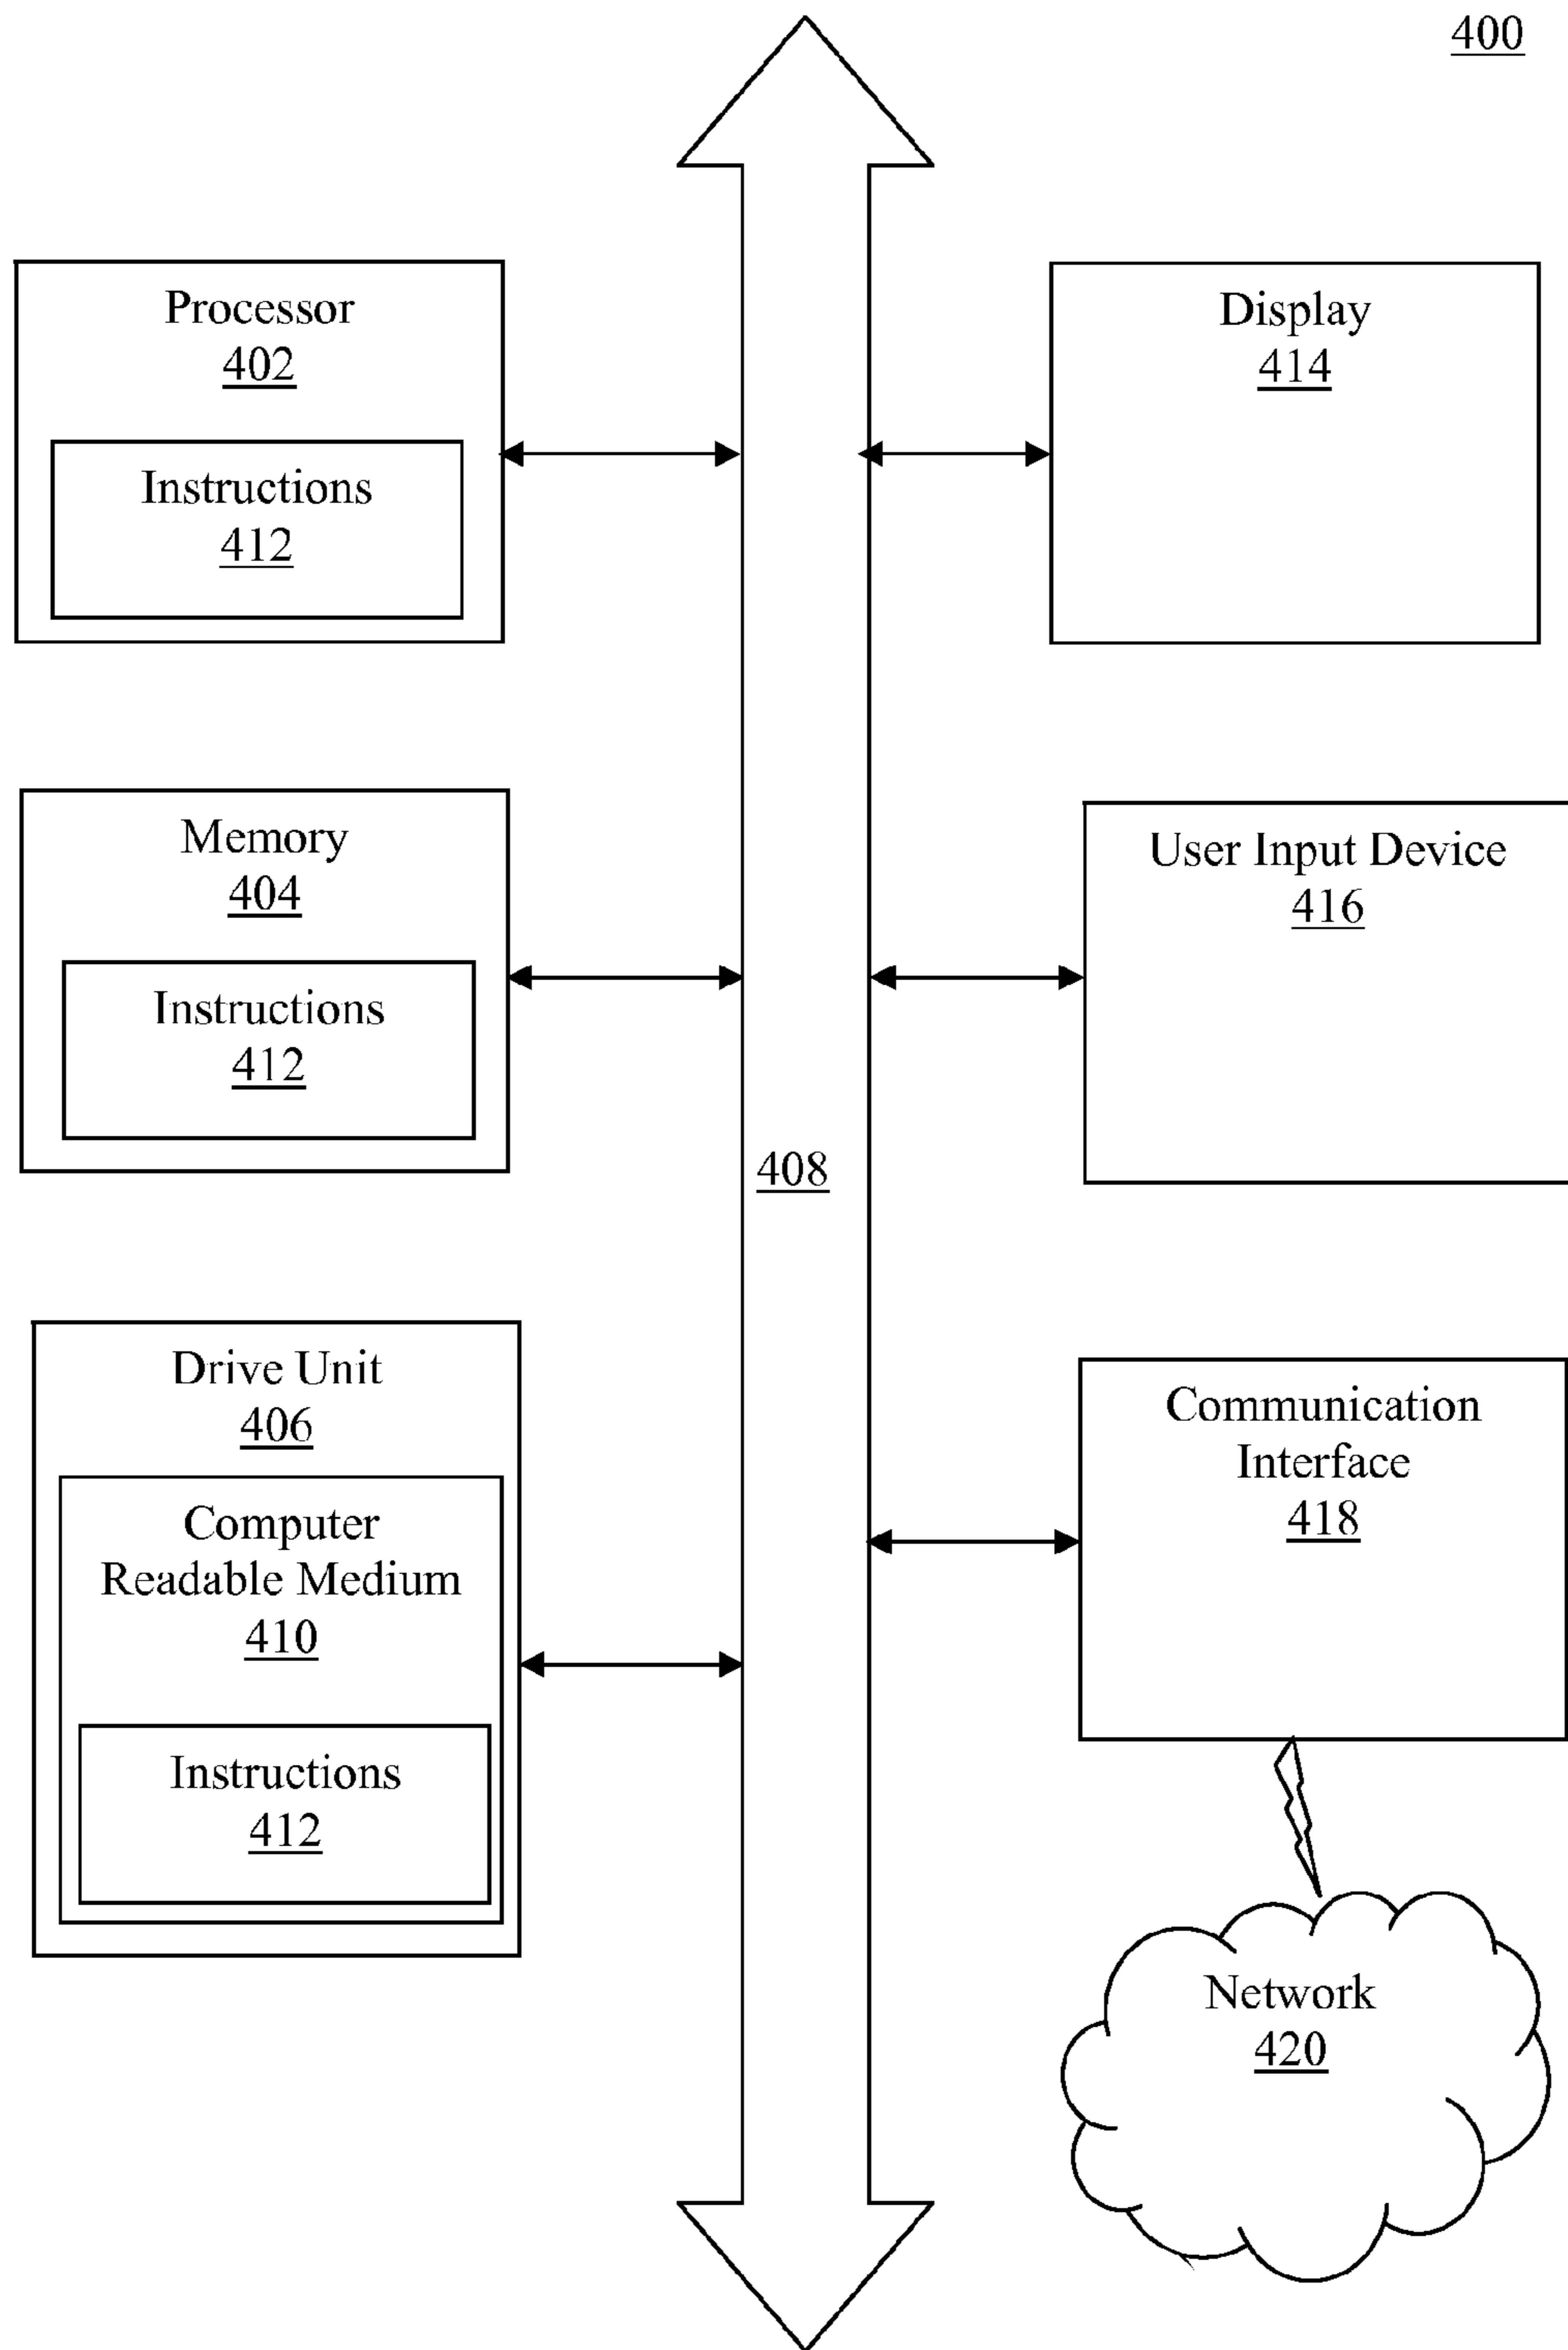 400
Processor
402
Instructions
412
Display
414
Memory
404
Instructions
412
User Input Device
416
408
Drive Unit
406
Computer
Readable Medium
410
Instructions
412
Communication
Interface
418
Network
420